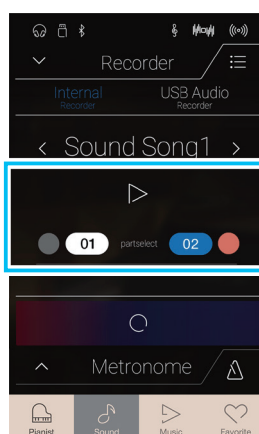 Recorder
Internal
Recorder
USB Audio
Recorder
< Sound Song1 >
01 partselect 02
Metronome
Pianist Sound Music Favorite